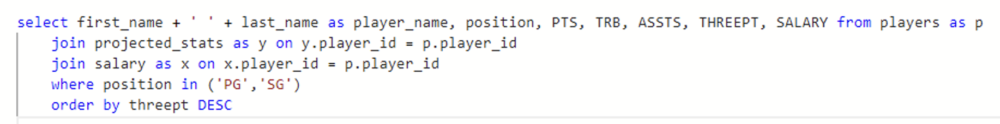 select first_name + ' ' + last_name as player_name, position, PTS, TRB, ASSTS, THREEPT, SALARY from players as p
join projected_stats as y on y.player_id = p.player_id
join salary as x on x.player_id = p.player_id
where position in ('PG','SG')
order by threept DESC